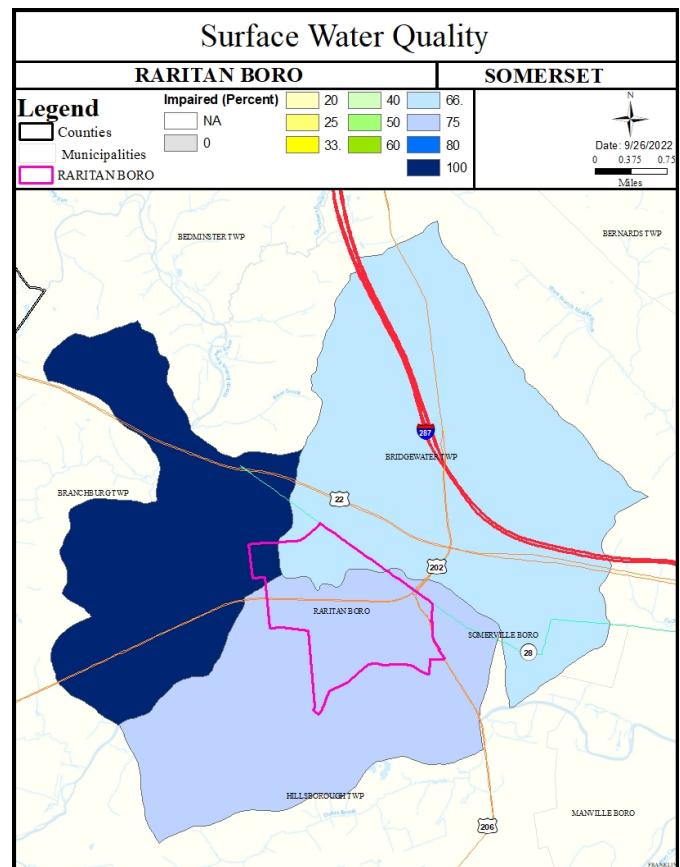 Surface Water Quality
RARITAN BORO
SOMERSET
Legend
Counties
Municipalities
RARITAN BORO
Impaired (Percent)
NA
0
20
25
33.
40
50
60
66.
75
80
100
N
Date: 9/26/2022
0 0.375 0.75
Miles
BEDMINSTER TWP
BERNARDS TWP
287
BRIDGEWATER TWP
BRANCHBURG TWP
22
202
RARITAN BORO
SOMERVILLE BORO
28
HILLSBOROUGH TWP
MANVILLE BORO
206
FRANKLIN